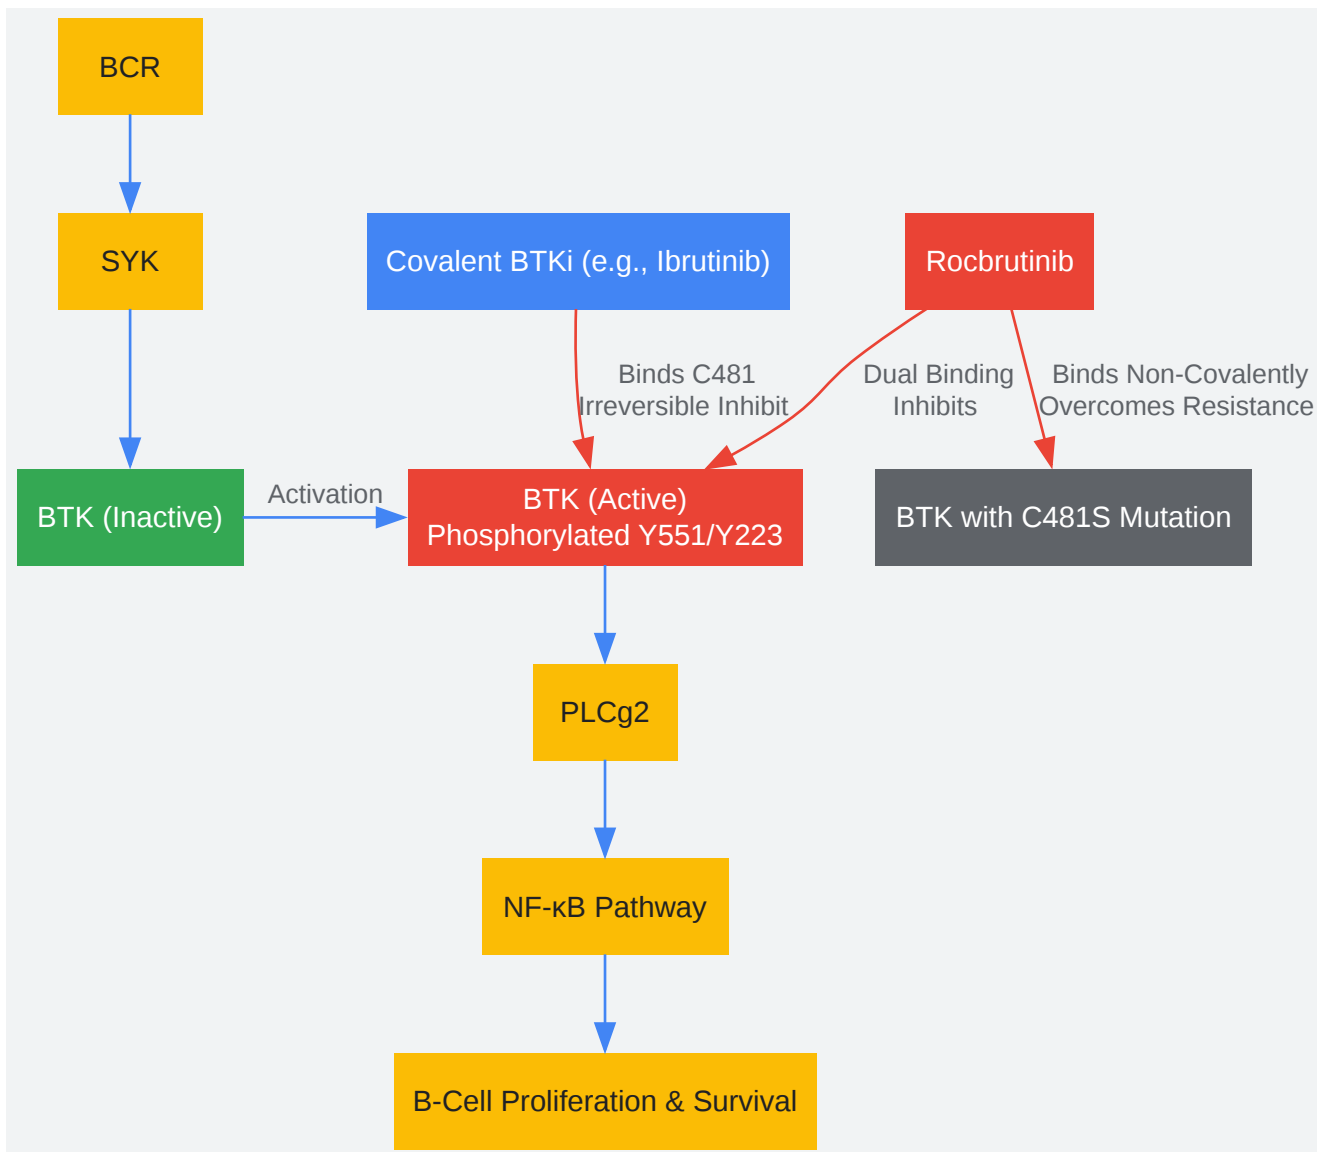 BCR
SYK
Covalent BTKi (e.g., Ibrutinib)
Rocbrutinib
Binds C481
Irreversible Inhibit
Dual Binding
Inhibits
Binds Non-Covalently
Overcomes Resistance
BTK (Inactive)
Activation
BTK (Active)
Phosphorylated Y551/Y223
BTK with C481S Mutation
PLCg2
NF-κB Pathway
B-Cell Proliferation & Survival